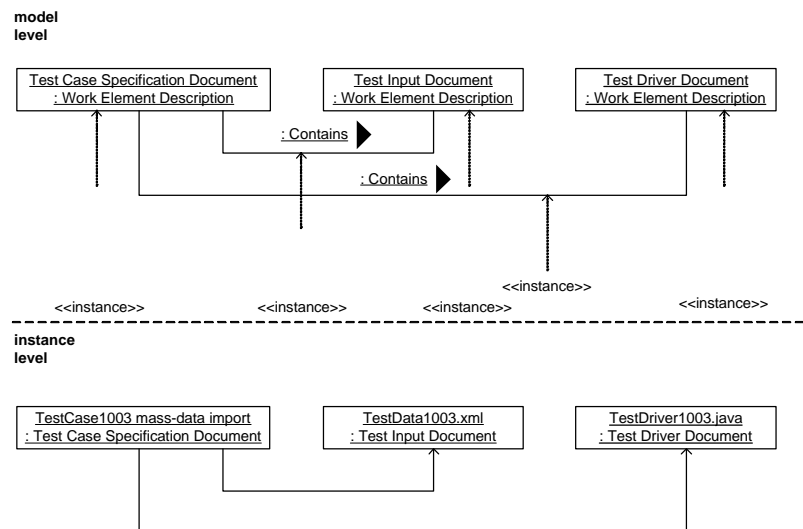 model
level
Test Case Specification Document
: Work Element Description
Test Input Document
: Work Element Description
Test Driver Document
: Work Element Description
: Contains
: Contains
<<instance>>
<<instance>>
<<instance>>
<<instance>>
<<instance>>
instance
level
TestCase1003 mass-data import
: Test Case Specification Document
TestData1003.xml
: Test Input Document
TestDriver1003.java
: Test Driver Document